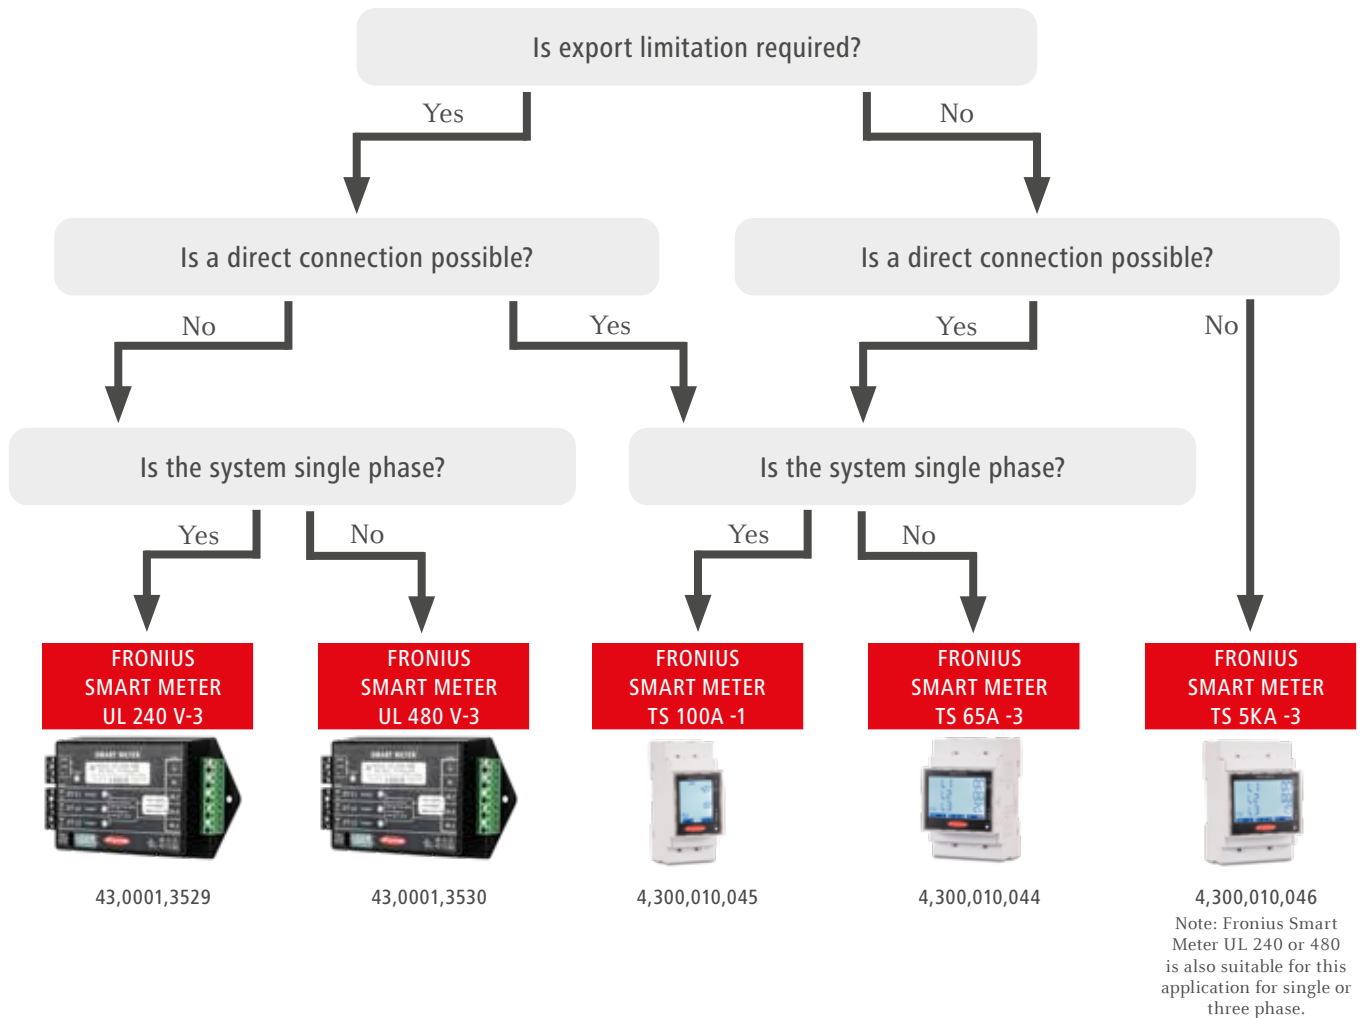 Is export limitation required?
Yes
No
Is a direct connection possible?
Is a direct connection possible?
No
Yes
Yes
No
Is the system single phase?
Is the system single phase?
Yes
No
Yes
No
FRONIUS
SMART METER
UL 240 V-3
FRONIUS
SMART METER
UL 480 V-3
FRONIUS
SMART METER
TS 100A -1
FRONIUS
SMART METER
TS 65A -3
FRONIUS
SMART METER
TS 5KA -3
SMART METER
SMART METER
43,0001,3529
43,0001,3530
4,300,010,045
4,300,010,044
4,300,010,046
Note: Fronius Smart
Meter UL 240 or 480
is also suitable for this
application for single or
three phase.